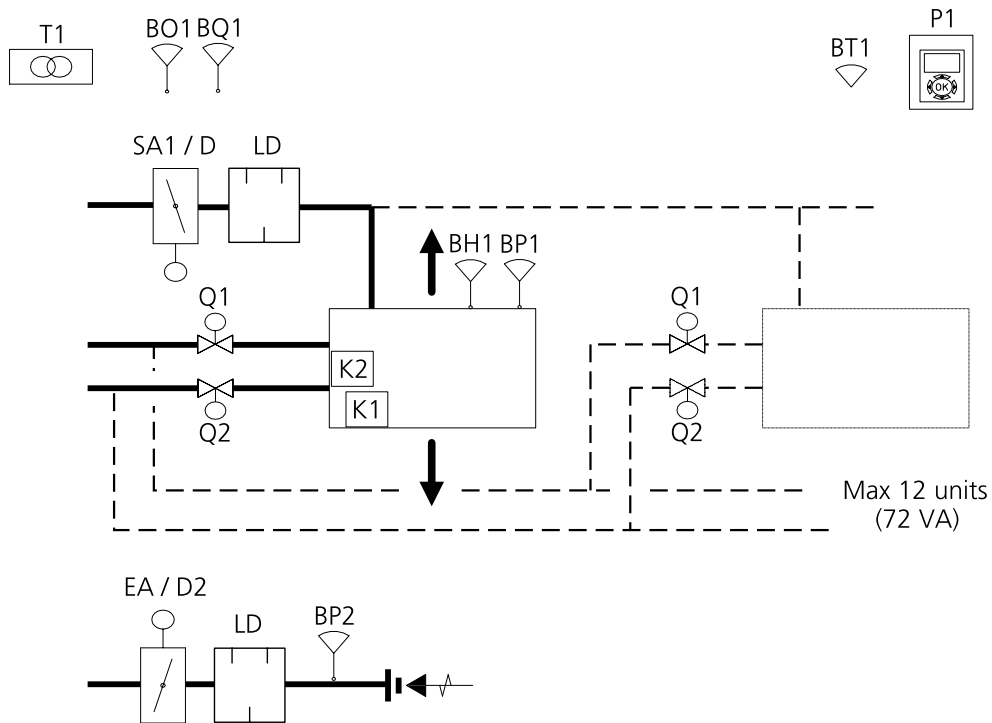 T1
BO1
BQ1
BT1
P1
OK
SA1 / D
LD
BH1
BP1
Q1
Q1
K2
K1
Q2
Q2
Max 12 units
(72 VA)
EA / D2
LD
BP2